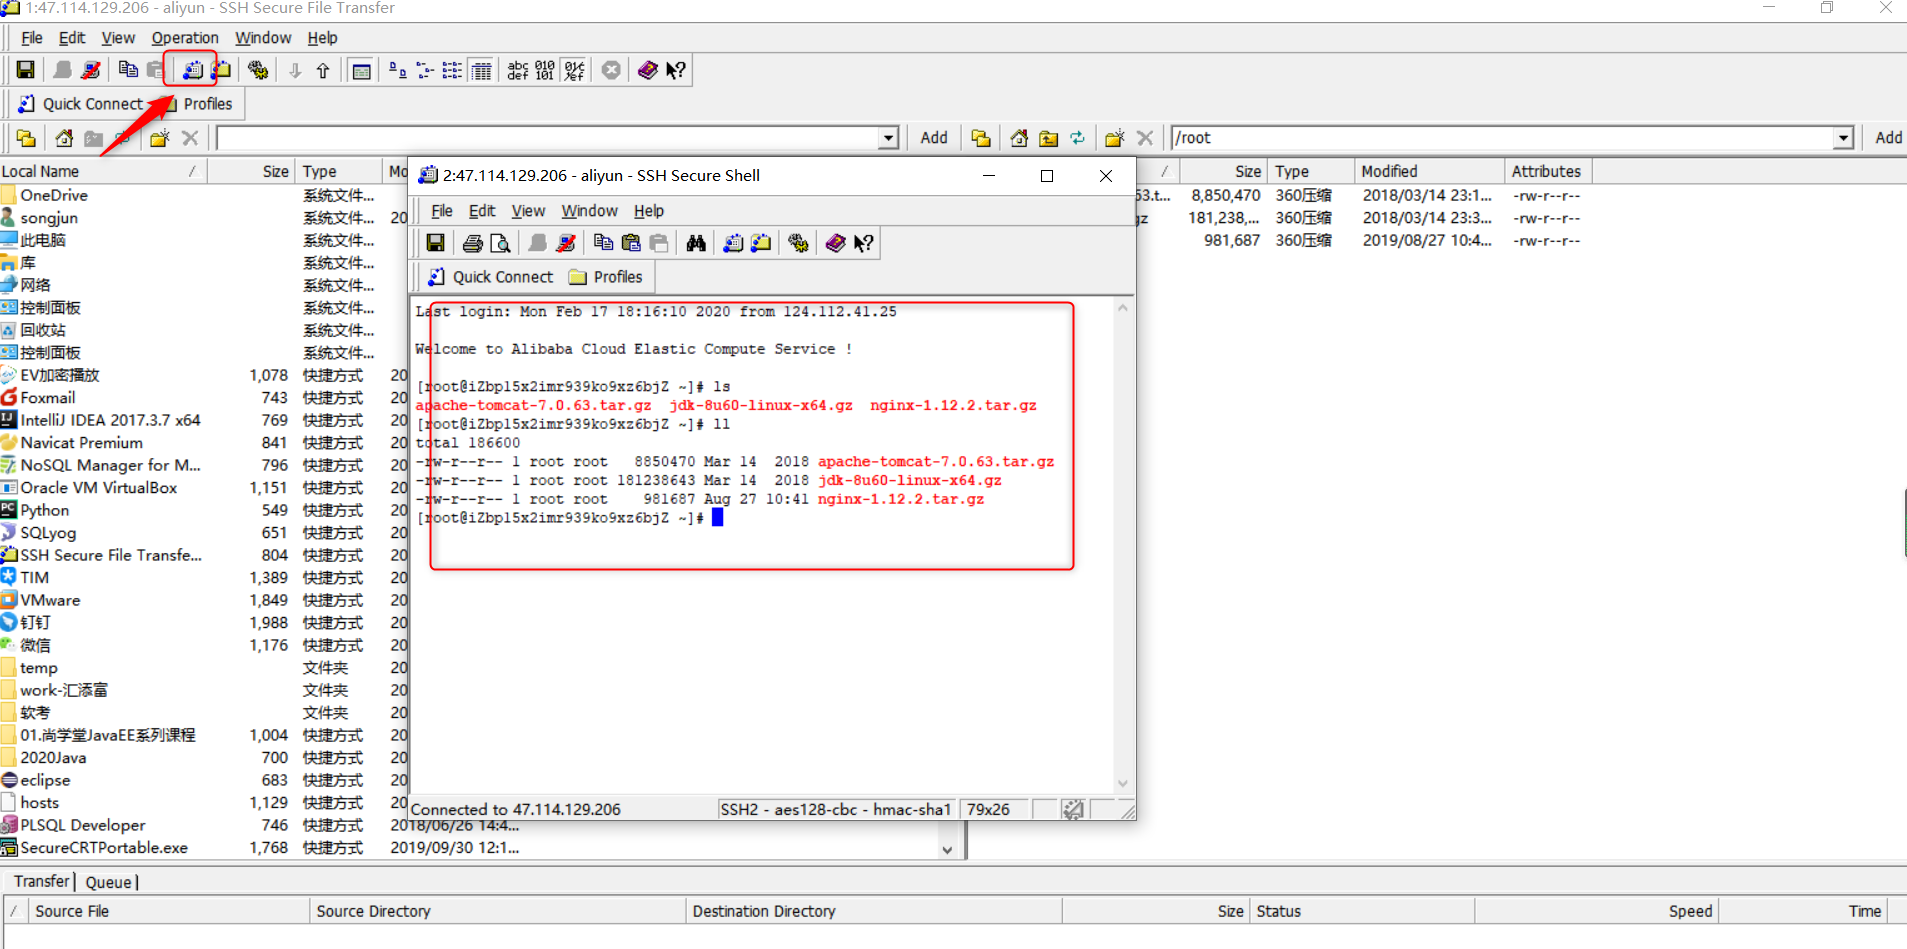 1:47.114.129.206 - aliyun - SSH Secure File Transfer
File Edit View Operation Window Help
abc def 010 101
Quick Connect Profiles
Add /root Add
Local Name / Size Type Mo
/ Size Type Modified Attributes
OneDrive 系统文件...
songjun 系统文件... 20
此电脑 系统文件...
库 系统文件...
网络 系统文件...
控制面板 系统文件...
回收站 系统文件...
控制面板 系统文件...
EV加密播放 1,078 快捷方式 20
Foxmail 743 快捷方式 20
IntelliJ IDEA 2017.3.7 x64 769 快捷方式 20
Navicat Premium 841 快捷方式 20
NoSQL Manager for M... 796 快捷方式 20
Oracle VM VirtualBox 1,151 快捷方式 20
Python 549 快捷方式 20
SQLyog 651 快捷方式 20
SSH Secure File Transfe... 804 快捷方式 20
TIM 1,389 快捷方式 20
VMware 1,849 快捷方式 20
钉钉 1,988 快捷方式 20
微信 1,176 快捷方式 20
temp 文件夹 20
work-汇添富 文件夹 20
软考 文件夹 20
01.尚学堂JavaEE系列课程 1,004 快捷方式 20
2020Java 700 快捷方式 20
eclipse 683 快捷方式 20
hosts 1,129 快捷方式 20
PLSQL Developer 746 快捷方式 2018/06/26 14:4...
SecureCRTPortable.exe 1,768 快捷方式 2019/09/30 12:1...
63.t... 8,850,470 360压缩 2018/03/14 23:1... -rw-r--r--
gz 181,238,... 360压缩 2018/03/14 23:3... -rw-r--r--
981,687 360压缩 2019/08/27 10:4... -rw-r--r--
2:47.114.129.206 - aliyun - SSH Secure Shell
File Edit View Window Help
Quick Connect Profiles
Last login: Mon Feb 17 18:16:10 2020 from 124.112.41.25
Welcome to Alibaba Cloud Elastic Compute Service !
[root@iZbp15x2imr939ko9xz6bjZ ~]# ls
apache-tomcat-7.0.63.tar.gz jdk-8u60-linux-x64.gz nginx-1.12.2.tar.gz
[root@iZbp15x2imr939ko9xz6bjZ ~]# ll
total 186600
-rw-r--r-- 1 root root 8850470 Mar 14 2018 apache-tomcat-7.0.63.tar.gz
-rw-r--r-- 1 root root 181238643 Mar 14 2018 jdk-8u60-linux-x64.gz
-rw-r--r-- 1 root root 981687 Aug 27 10:41 nginx-1.12.2.tar.gz
[root@iZbp15x2imr939ko9xz6bjZ ~]#
Connected to 47.114.129.206 SSH2 - aes128-cbc - hmac-sha1 79x26
Transfer Queue
/ Source File Source Directory Destination Directory Size Status Speed Time